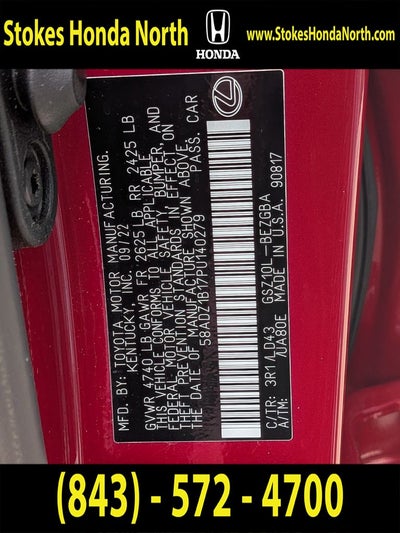 Stokes Honda North
HONDA
www.StokesHondaNorth.com
MFD. BY: TOYOTA MOTOR MANUFACTURING.
KENTUCKY, INC. 09/22
GVWR 4740 LB GAWR FR 2625 LB RR 2425 LB
THIS VEHICLE CONFORMS TO ALL APPLICABLE
FEDERAL MOTOR VEHICLE SAFETY, BUMPER, AND
THEFT PREVENTION STANDARDS IN EFFECT ON
THE DATE OF MANUFACTURE SHOWN ABOVE.
58ADZ1B17PU140279 PASS. CAR
C/TR: 3R1/LD43 GSZ10L-BEZGBA
A/TM: /UA80E MADE IN U.S.A. 90817
(843) - 572 - 4700